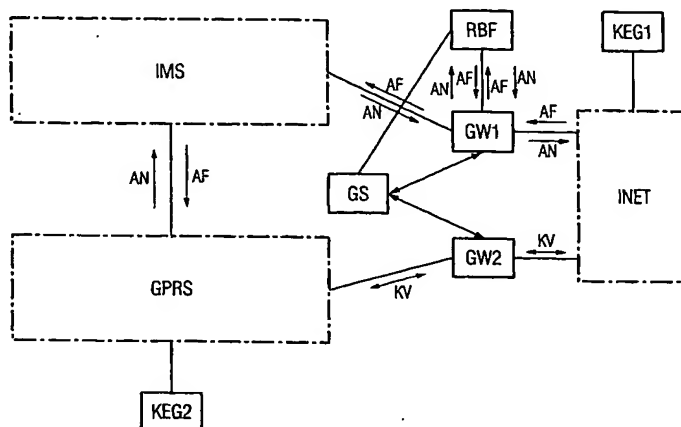 RBF
KEG1
IMS
AF
AN
AN
AF
AF
AN
AF
AN
GW1
GS
INET
AN
AF
KV
GW2
GPRS
KV
KEG2